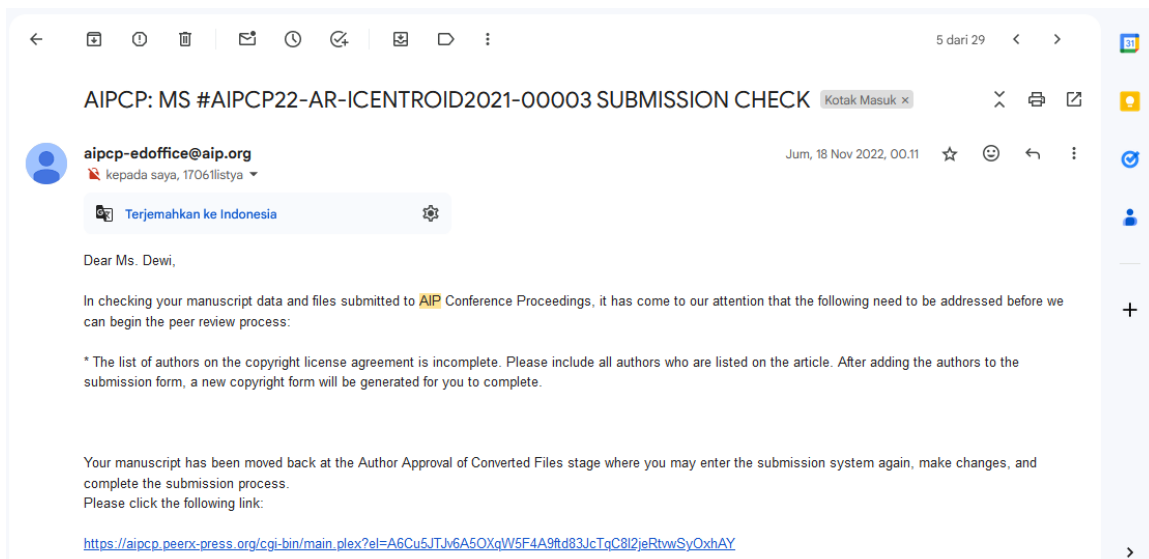 5 dari 29
31
AIPCP: MS #AIPCP22-AR-ICENTROID2021-00003 SUBMISSION CHECK Kotak Masuk ×
aipcp-edoffice@aip.org
Jum, 18 Nov 2022, 00.11
kepada saya, 17061listya
Terjemahkan ke Indonesia
Dear Ms. Dewi,
In checking your manuscript data and files submitted to AIP Conference Proceedings, it has come to our attention that the following need to be addressed before we
can begin the peer review process:
* The list of authors on the copyright license agreement is incomplete. Please include all authors who are listed on the article. After adding the authors to the
submission form, a new copyright form will be generated for you to complete.
Your manuscript has been moved back at the Author Approval of Converted Files stage where you may enter the submission system again, make changes, and
complete the submission process.
Please click the following link:
https://aipcp.peerx-press.org/cgi-bin/main.plex?el=A6Cu5JTJv6A5OXqW5F4A9ftd83JcTqC8I2jeRtvwSyOxhAY